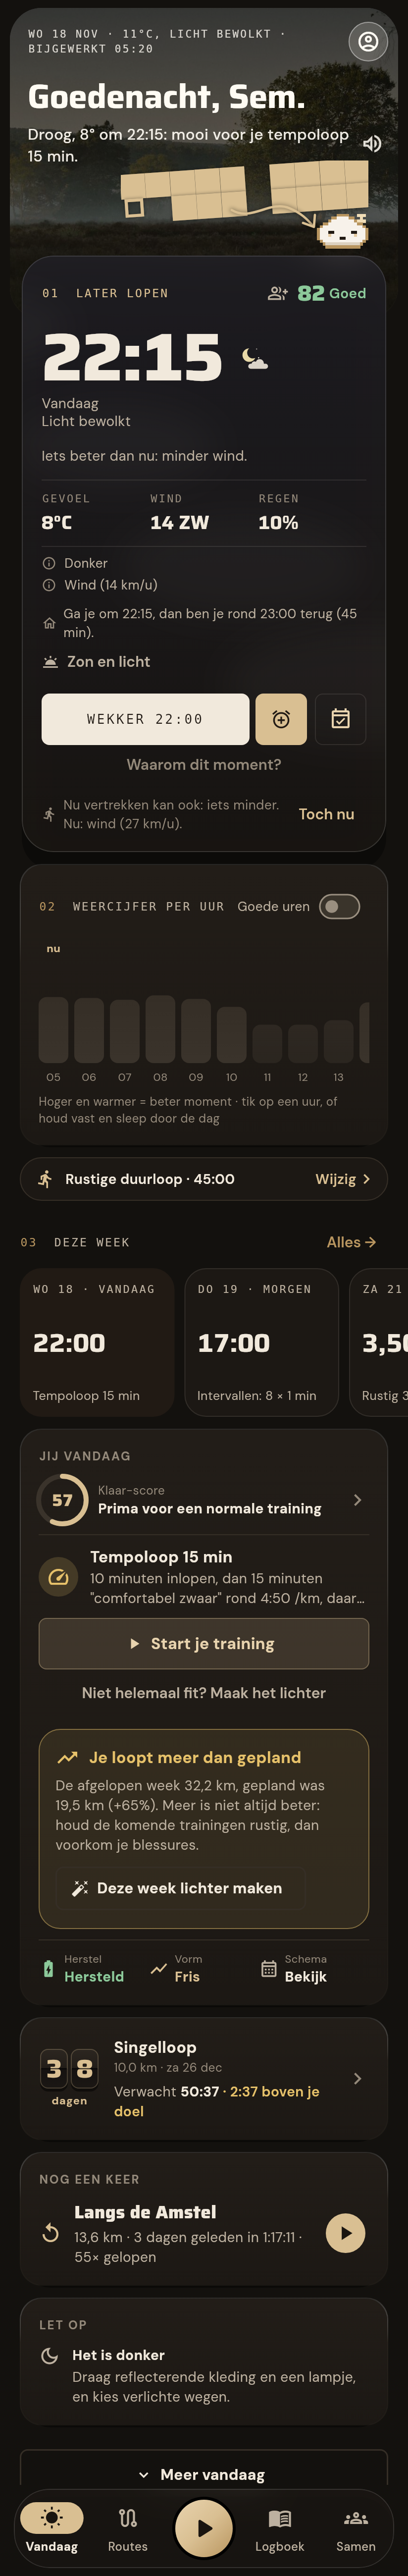 WO 18 NOV · 11°C, LICHT BEWOLKT ·
BIJGEWERKT 05:20
Goedenacht, Sem.
Droog, 8° om 22:15: mooi voor je tempoloop
15 min.
01 LATER LOPEN
82 Goed
22:15
Vandaag
Licht bewolkt
Iets beter dan nu: minder wind.
GEVOEL WIND REGEN
8°C 14 ZW 10%
Donker
Wind (14 km/u)
Ga je om 22:15, dan ben je rond 23:00 terug (45
min).
Zon en licht
WEKKER 22:00
Waarom dit moment?
Nu vertrekken kan ook: iets minder.
Nu: wind (27 km/u).
Toch nu
02 WEERCIJFER PER UUR Goede uren
nu
05 06 07 08 09 10 11 12 13
Hoger en warmer = beter moment · tik op een uur, of
houd vast en sleep door de dag
Rustige duurloop · 45:00 Wijzig
03 DEZE WEEK Alles →
WO 18 · VANDAAG
22:00
Tempoloop 15 min
DO 19 · MORGEN
17:00
Intervallen: 8 × 1 min
ZA 21
3,5
Rustig 3
JIJ VANDAAG
57
Klaar-score
Prima voor een normale training
Tempoloop 15 min
10 minuten inlopen, dan 15 minuten
"comfortabel zwaar" rond 4:50 /km, daar…
Start je training
Niet helemaal fit? Maak het lichter
Je loopt meer dan gepland
De afgelopen week 32,2 km, gepland was
19,5 km (+65%). Meer is niet altijd beter:
houd de komende trainingen rustig, dan
voorkom je blessures.
Deze week lichter maken
Herstel Vorm Schema
Hersteld Fris Bekijk
38
dagen
Singelloop
10,0 km · za 26 dec
Verwacht 50:37 · 2:37 boven je
doel
NOG EEN KEER
Langs de Amstel
13,6 km · 3 dagen geleden in 1:17:11 ·
55× gelopen
LET OP
Het is donker
Draag reflecterende kleding en een lampje,
en kies verlichte wegen.
Meer vandaag
Vandaag Routes Logboek Samen